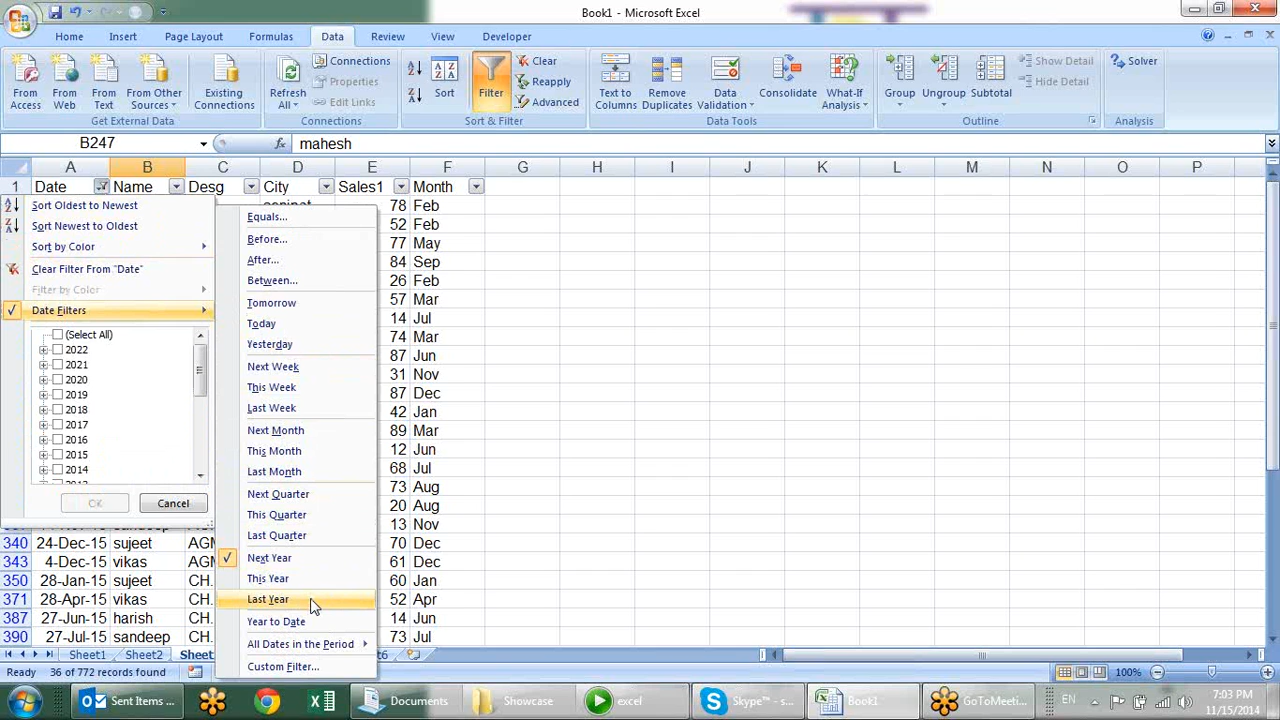 Book1 - Microsoft Excel
Home Insert Page Layout Formulas Data Review View Developer
From Access
From Web
From Text
From Other Sources
Existing Connections
Refresh All
Connections
Properties
Edit Links
Sort
Filter
Clear
Reapply
Advanced
Text to Columns
Remove Duplicates
Data Validation
Consolidate
What-If Analysis
Group
Ungroup
Subtotal
Show Detail
Hide Detail
Solver
Get External Data Connections Sort & Filter Data Tools Outline Analysis
B247 fx mahesh
A B C D E F G H I J K L M N O P
1 Date Name Desg City Sales1 Month
78 Feb
52 Feb
77 May
84 Sep
26 Feb
57 Mar
14 Jul
74 Mar
87 Jun
31 Nov
87 Dec
42 Jan
89 Mar
12 Jun
68 Jul
73 Aug
20 Aug
13 Nov
340 24-Dec-15 sujeet AGM 70 Dec
343 4-Dec-15 vikas AGM 61 Dec
350 28-Jan-15 sujeet CH. 60 Jan
371 28-Apr-15 vikas CH. 52 Apr
387 27-Jun-15 harish CH. 14 Jun
390 27-Jul-15 sandeep CH. 73 Jul
Sort Oldest to Newest
Sort Newest to Oldest
Sort by Color
Clear Filter From "Date"
Filter by Color
Date Filters
(Select All)
2022
2021
2020
2019
2018
2017
2016
2015
2014
OK Cancel
Equals...
Before...
After...
Between...
Tomorrow
Today
Yesterday
Next Week
This Week
Last Week
Next Month
This Month
Last Month
Next Quarter
This Quarter
Last Quarter
Next Year
This Year
Last Year
Year to Date
All Dates in the Period
Custom Filter...
Sheet1 Sheet2 Sheet
Ready 36 of 772 records found 100%
Sent Items ... Documents Showcase excel Skype™ - s... Book1 GoToMeeti... EN 7:03 PM
11/15/2014